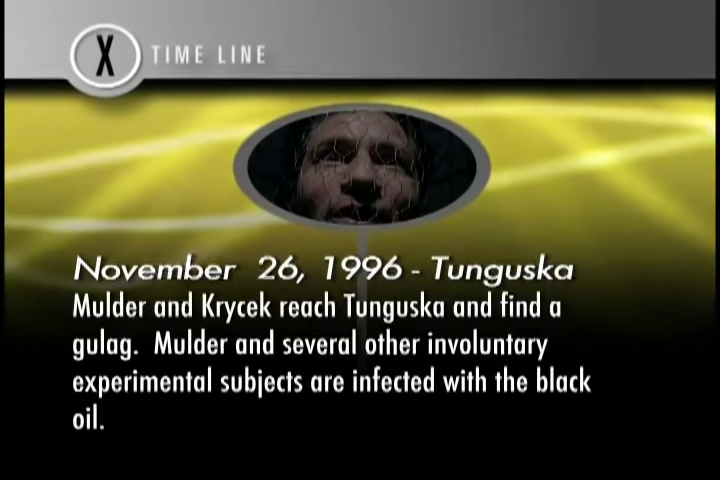 X TIME LINE
November 26, 1996 - Tunguska
Mulder and Krycek reach Tunguska and find a
gulag. Mulder and several other involuntary
experimental subjects are infected with the black
oil.